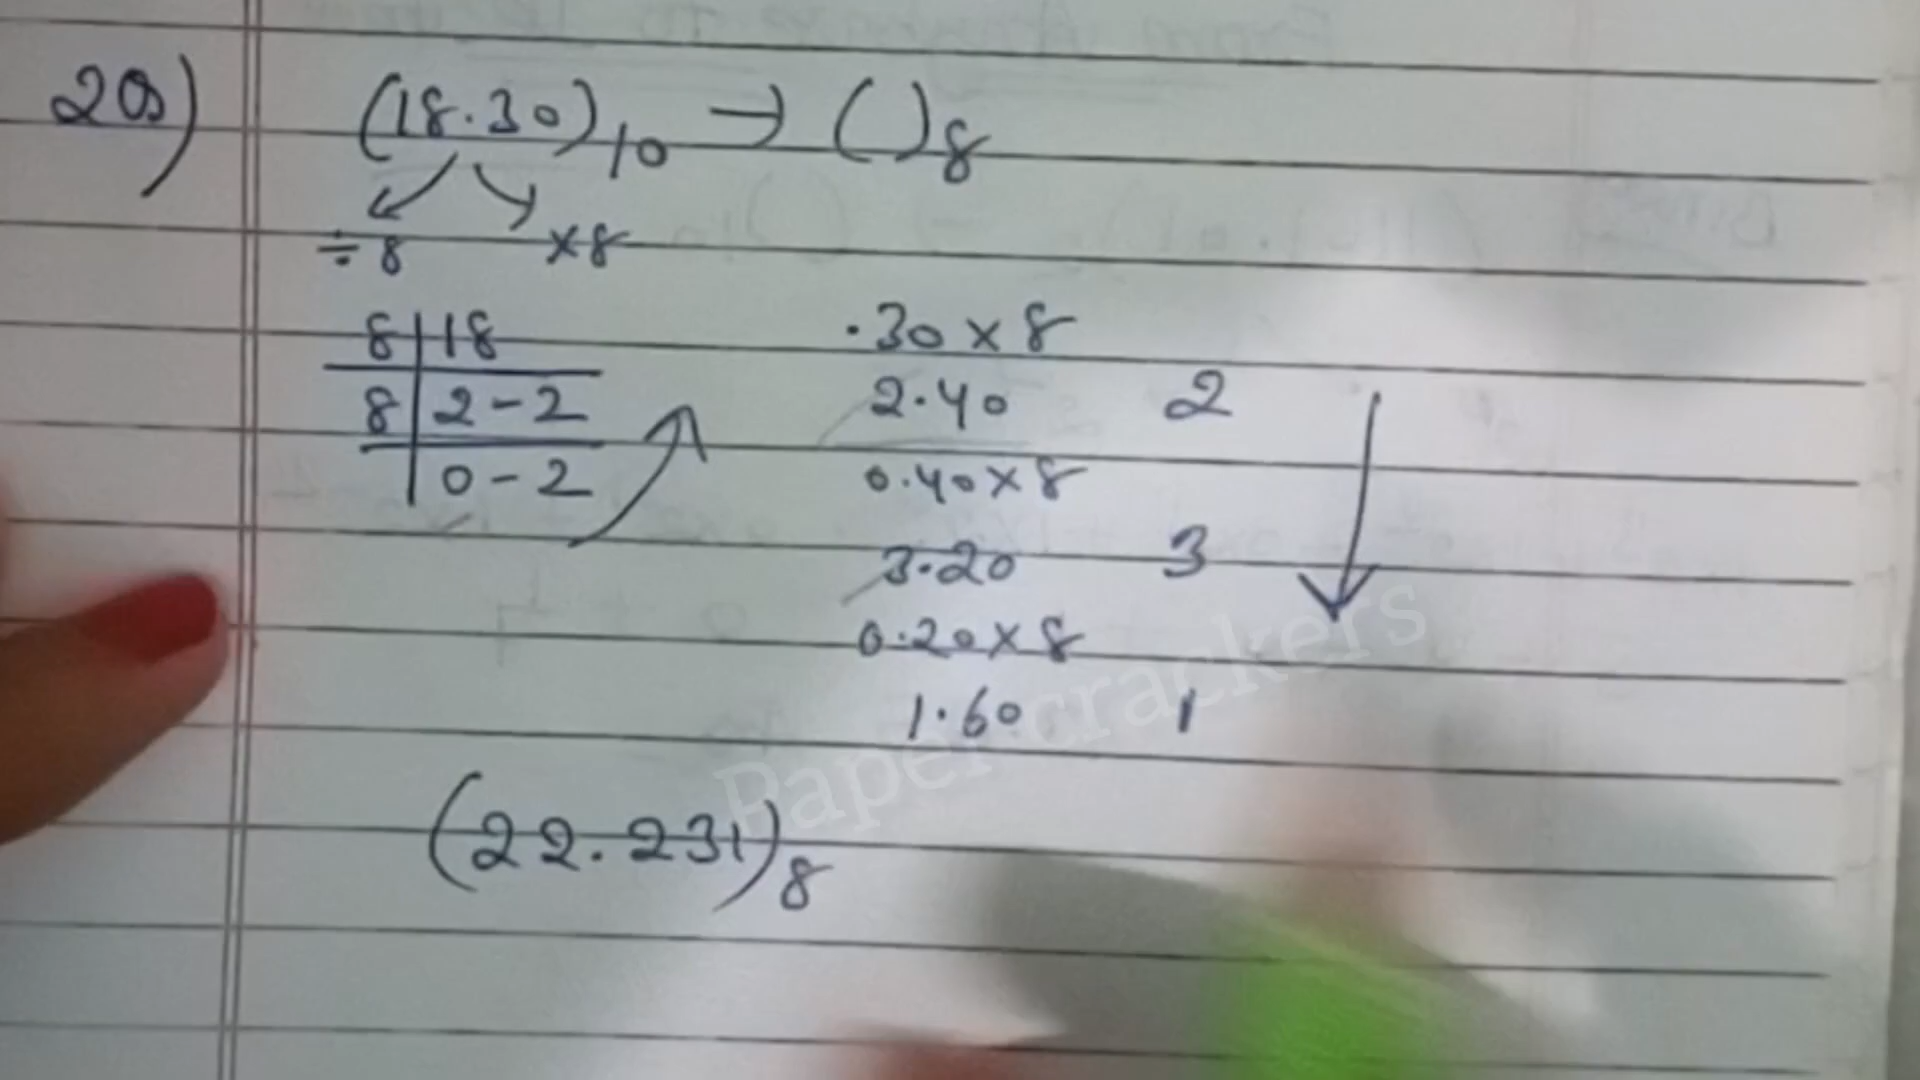 20)
(18.30)10 → ( )8
÷8 ×8
8 | 18
8 | 2 - 2
0 - 2
.30 × 8
2.40 2
0.40 × 8
3.20 3
0.20 × 8
1.60 1
(22.231)8
Papercrackers